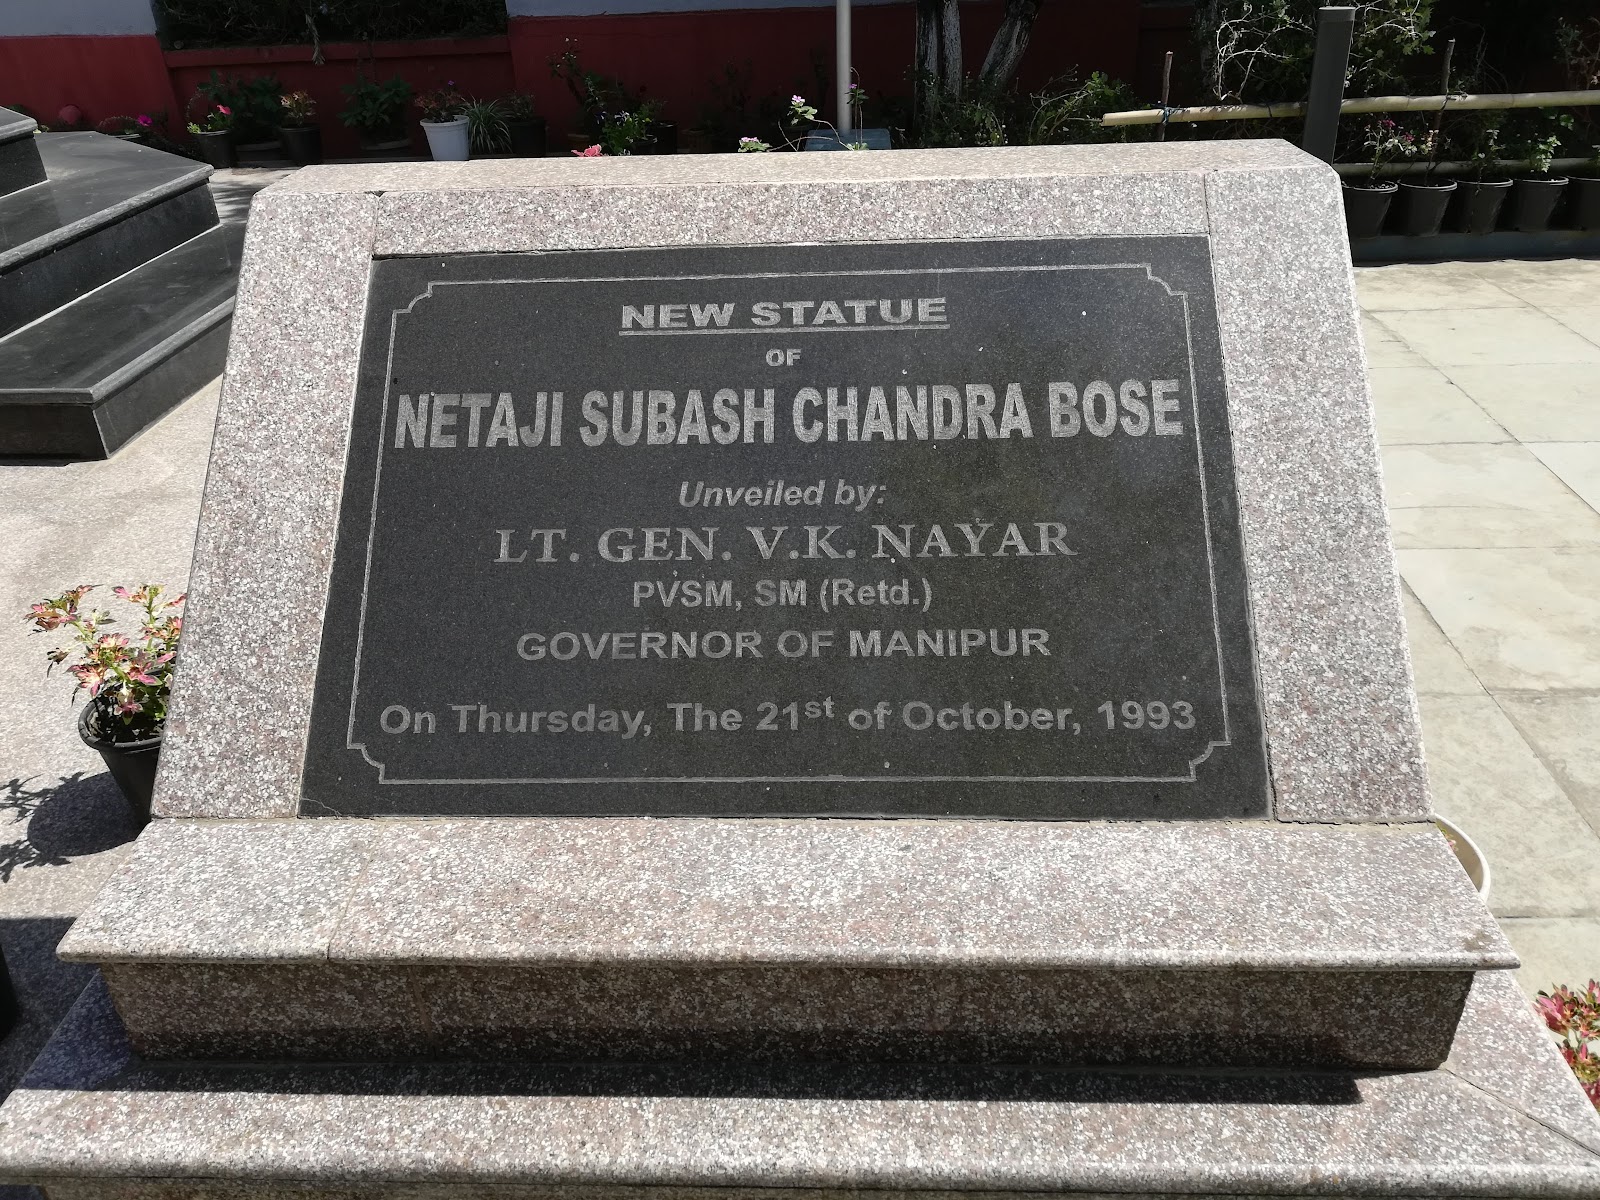 NEW STATUE
OF
NETAJI SUBASH CHANDRA BOSE
Unveiled by:
LT. GEN. V.K. NAYAR
PVSM, SM (Retd.)
GOVERNOR OF MANIPUR
On Thursday, The 21st of October, 1993